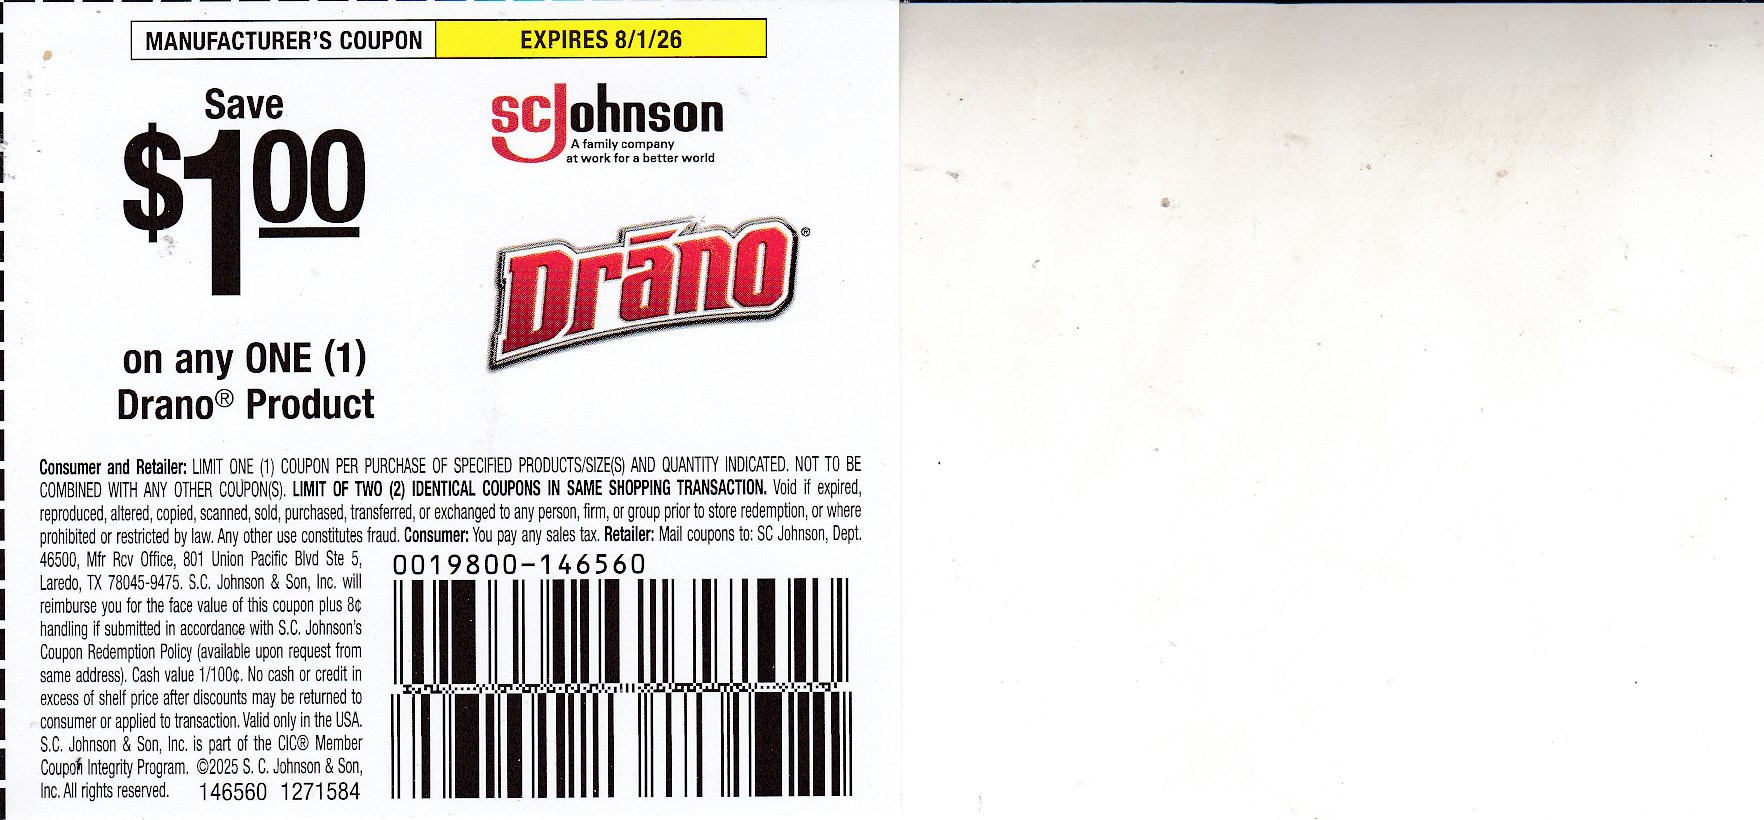 MANUFACTURER'S COUPON EXPIRES 8/1/26
Save
$1.00
on any ONE (1)
Drano® Product
SC Johnson
A family company
at work for a better world
Drāno®
Consumer and Retailer: LIMIT ONE (1) COUPON PER PURCHASE OF SPECIFIED PRODUCTS/SIZE(S) AND QUANTITY INDICATED. NOT TO BE
COMBINED WITH ANY OTHER COUPON(S). LIMIT OF TWO (2) IDENTICAL COUPONS IN SAME SHOPPING TRANSACTION. Void if expired,
reproduced, altered, copied, scanned, sold, purchased, transferred, or exchanged to any person, firm, or group prior to store redemption, or where
prohibited or restricted by law. Any other use constitutes fraud. Consumer: You pay any sales tax. Retailer: Mail coupons to: SC Johnson, Dept.
46500, Mfr Rcv Office, 801 Union Pacific Blvd Ste 5,
Laredo, TX 78045-9475. S.C. Johnson & Son, Inc. will
reimburse you for the face value of this coupon plus 8¢
handling if submitted in accordance with S.C. Johnson's
Coupon Redemption Policy (available upon request from
same address). Cash value 1/100¢. No cash or credit in
excess of shelf price after discounts may be returned to
consumer or applied to transaction. Valid only in the USA.
S.C. Johnson & Son, Inc. is part of the CIC® Member
Coupon Integrity Program. ©2025 S. C. Johnson & Son,
Inc. All rights reserved. 146560 1271584
0019800-146560